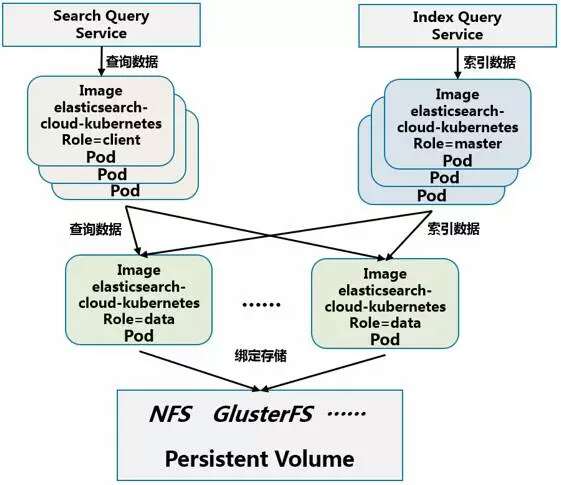 Search Query
Service
Index Query
Service
查询数据
索引数据
Image
elasticsearch-
cloud-kubernetes
Role=client
Pod
Pod
Pod
Image
elasticsearch-
cloud-kubernetes
Role=master
Pod
Pod
Pod
查询数据
索引数据
Image
elasticsearch-
cloud-kubernetes
Role=data
Pod
······
Image
elasticsearch-
cloud-kubernetes
Role=data
Pod
绑定存储
NFS GlusterFS ······
Persistent Volume